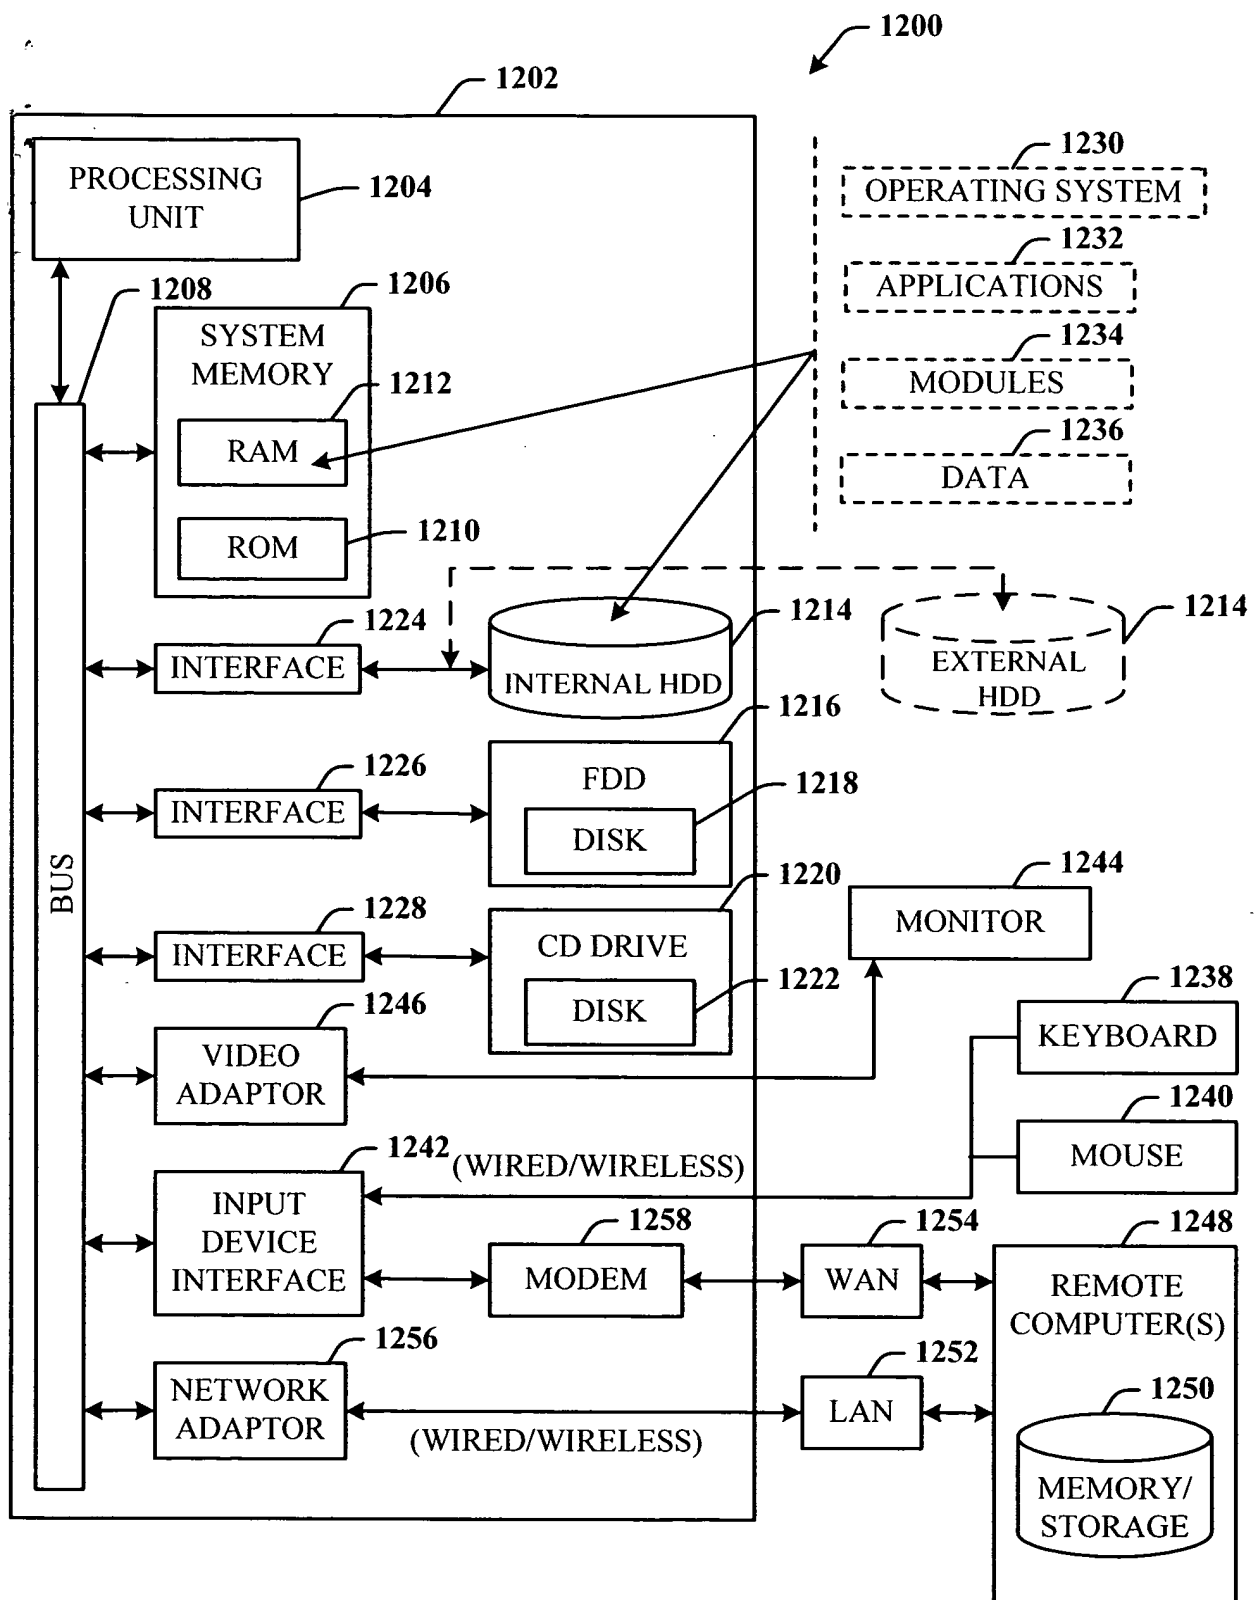 1200
1202
PROCESSING
UNIT
1204
1230
OPERATING SYSTEM
1232
APPLICATIONS
1234
MODULES
1236
DATA
1208
1206
SYSTEM
MEMORY
1212
RAM
1210
ROM
1224
INTERFACE
1214
INTERNAL HDD
1214
EXTERNAL
HDD
1216
FDD
1226
INTERFACE
1218
DISK
BUS
1220
CD DRIVE
1228
INTERFACE
1222
DISK
1244
MONITOR
1246
VIDEO
ADAPTOR
1238
KEYBOARD
1240
MOUSE
1242
(WIRED/WIRELESS)
INPUT
DEVICE
INTERFACE
1258
MODEM
1254
WAN
1248
REMOTE
COMPUTER(S)
1256
NETWORK
ADAPTOR
(WIRED/WIRELESS)
1252
LAN
1250
MEMORY/
STORAGE